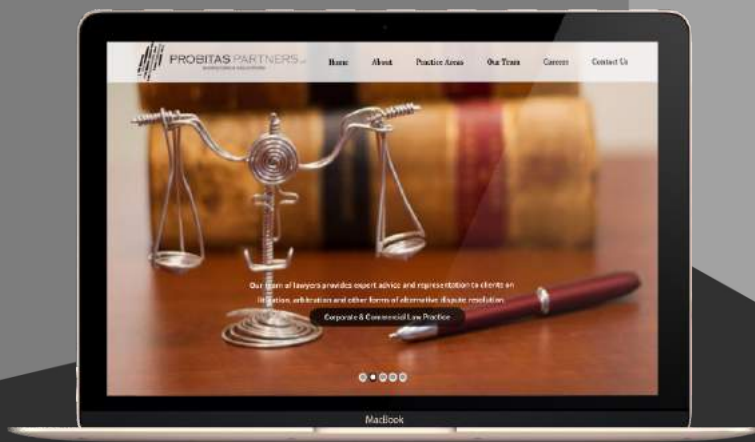 PROBITAS PARTNERS
Home About Practice Areas Our Team Careers Contact Us
Our team of lawyers provides expert advice and representation to clients on
litigation, arbitration and other forms of alternative dispute resolution.
Corporate & Commercial Law Practice
MacBook